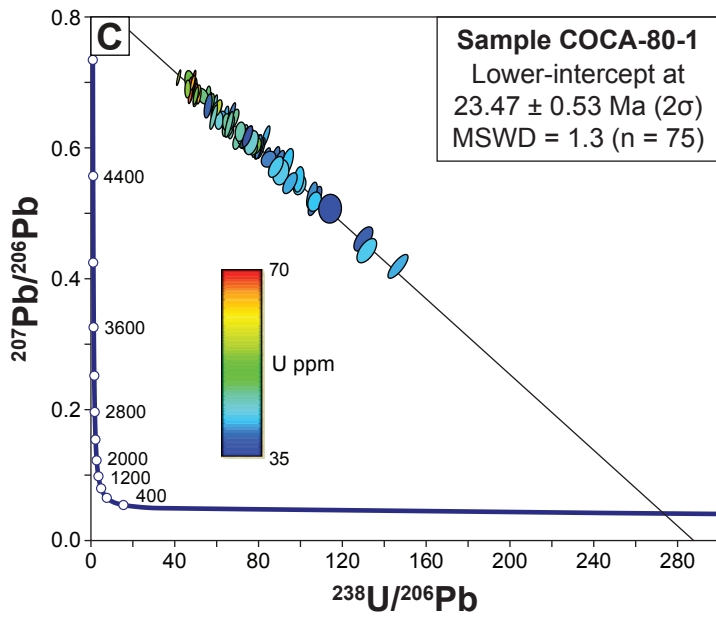 C
Sample COCA-80-1
Lower-intercept at
23.47 ± 0.53 Ma (2σ)
MSWD = 1.3 (n = 75)
0.8
0.6
0.4
0.2
0.0
207Pb/206Pb
4400
3600
2800
2000
1200
400
70
U ppm
35
0
40
80
120
160
200
240
280
238U/206Pb